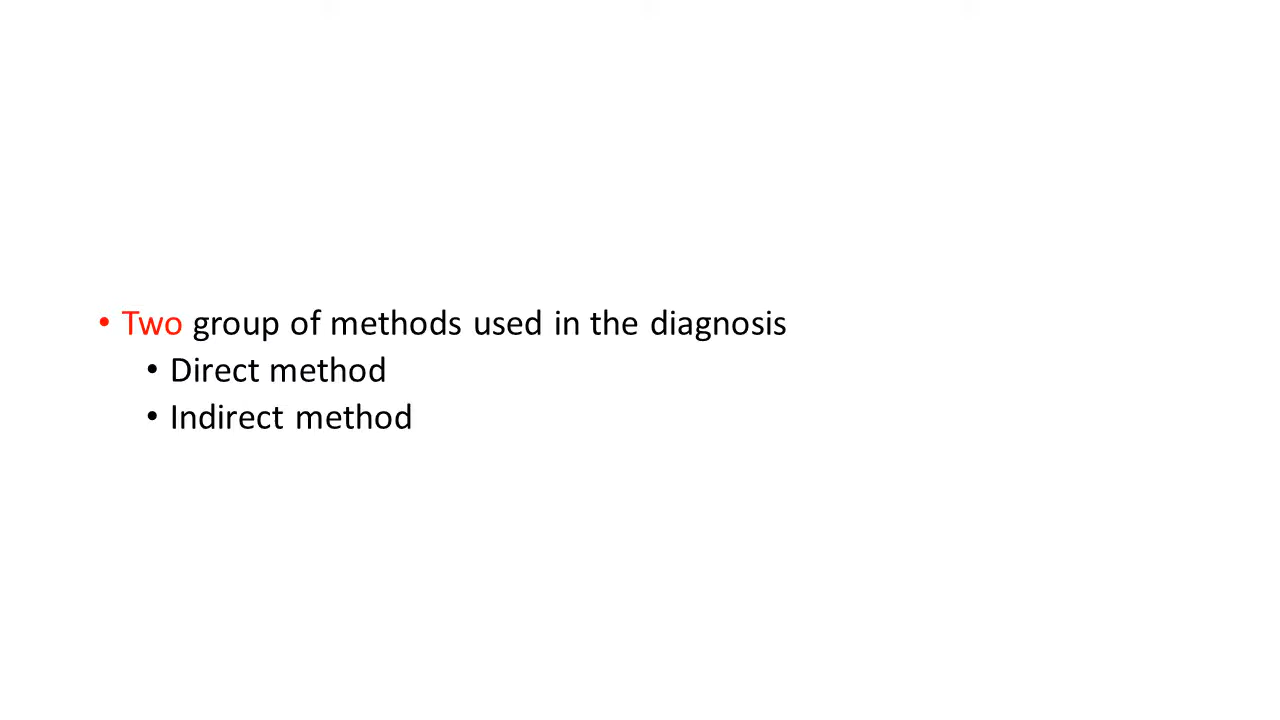 • Two group of methods used in the diagnosis
• Direct method
• Indirect method